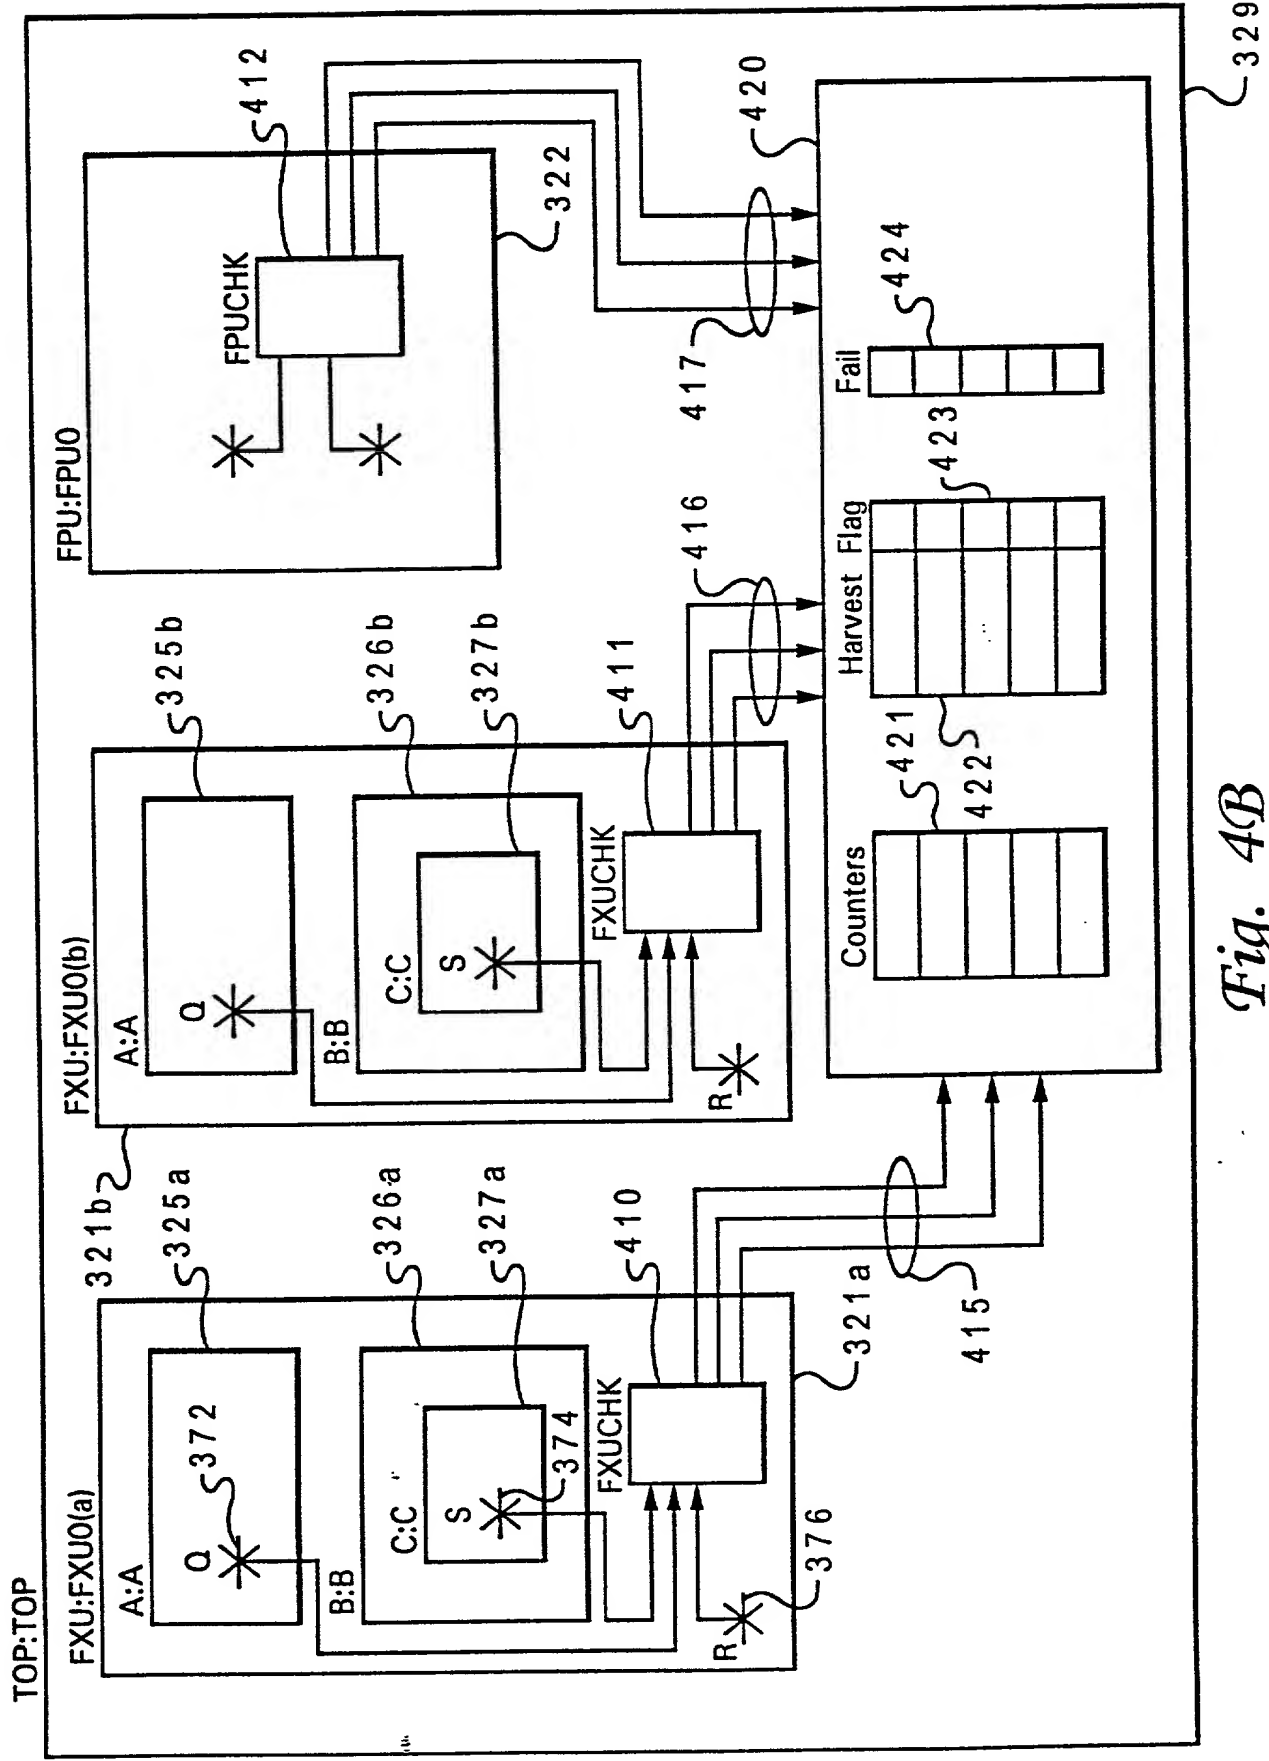 TOP:TOP
FXU:FXU0(a)
A:A
Q
372
325a
B:B
C:C
S
374
326a
327a
FXUCHK
410
R
376
321a
415
321b
FXU:FXU0(b)
A:A
Q
325b
B:B
C:C
S
326b
327b
FXUCHK
411
R
416
FPU:FPU0
FPUCHK
412
322
417
420
Counters
421
Harvest Flag
422
423
Fail
424
329
Fig. 4B